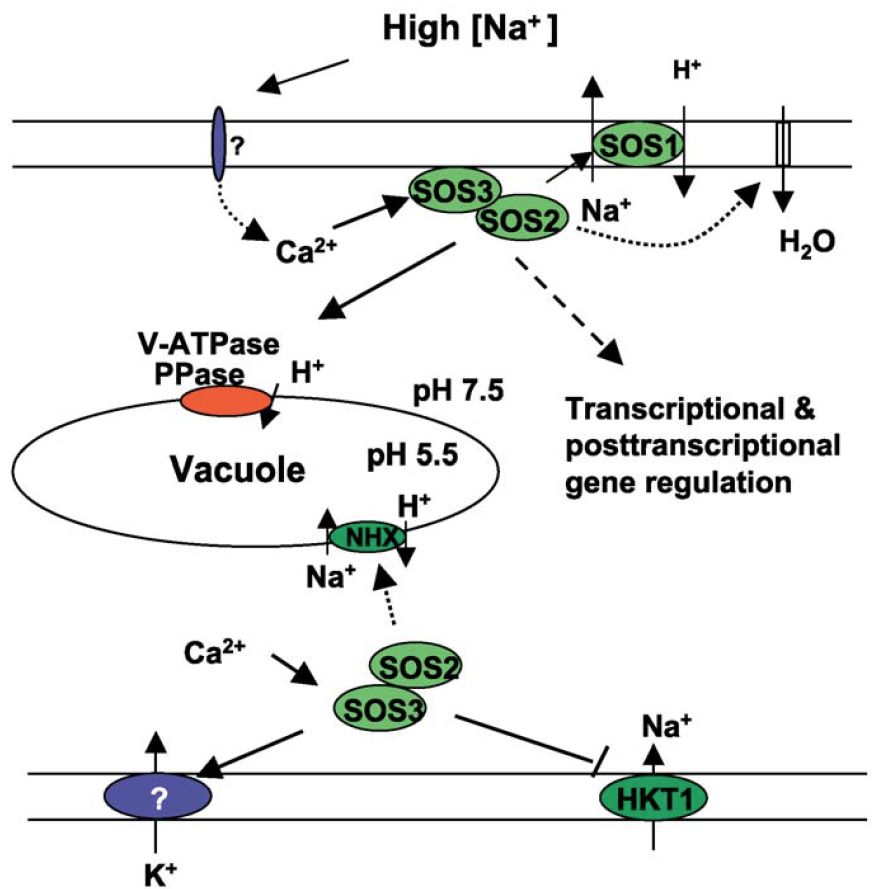 High [Na⁺]
H⁺
?
SOS1
SOS3
SOS2
Na⁺
Ca²⁺
H₂O
V-ATPase
PPase
H⁺
pH 7.5
Transcriptional &
posttranscriptional
gene regulation
pH 5.5
Vacuole
H⁺
NHX
Na⁺
Ca²⁺
SOS2
SOS3
Na⁺
?
HKT1
K⁺